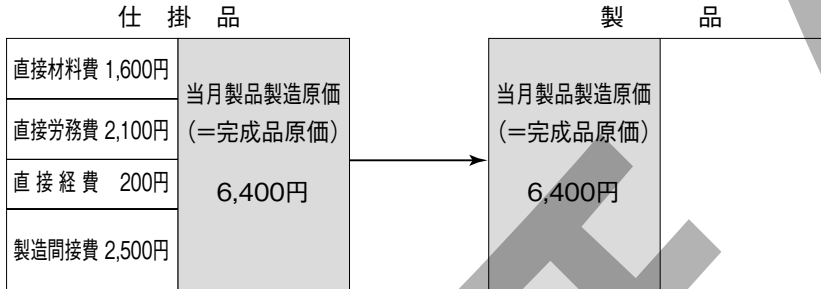 仕掛品
製品
直接材料費 1,600円
直接労務費 2,100円
直接経費 200円
製造間接費 2,500円
当月製品製造原価
(=完成品原価)
6,400円
当月製品製造原価
(=完成品原価)
6,400円